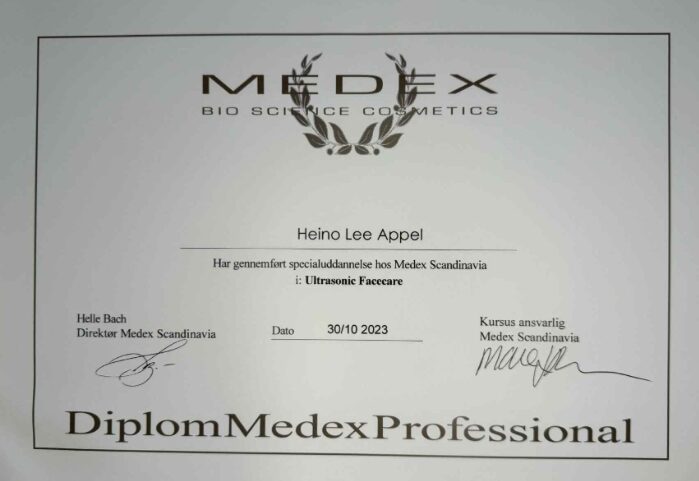 MEDEX
BIO SCIENCE COSMETICS
Heino Lee Appel
Har gennemført specialuddannelse hos Medex Scandinavia
i: Ultrasonic Facecare
Helle Bach
Direktør Medex Scandinavia
Dato 30/10 2023
Kursus ansvarlig
Medex Scandinavia
DiplomMedexProfessional